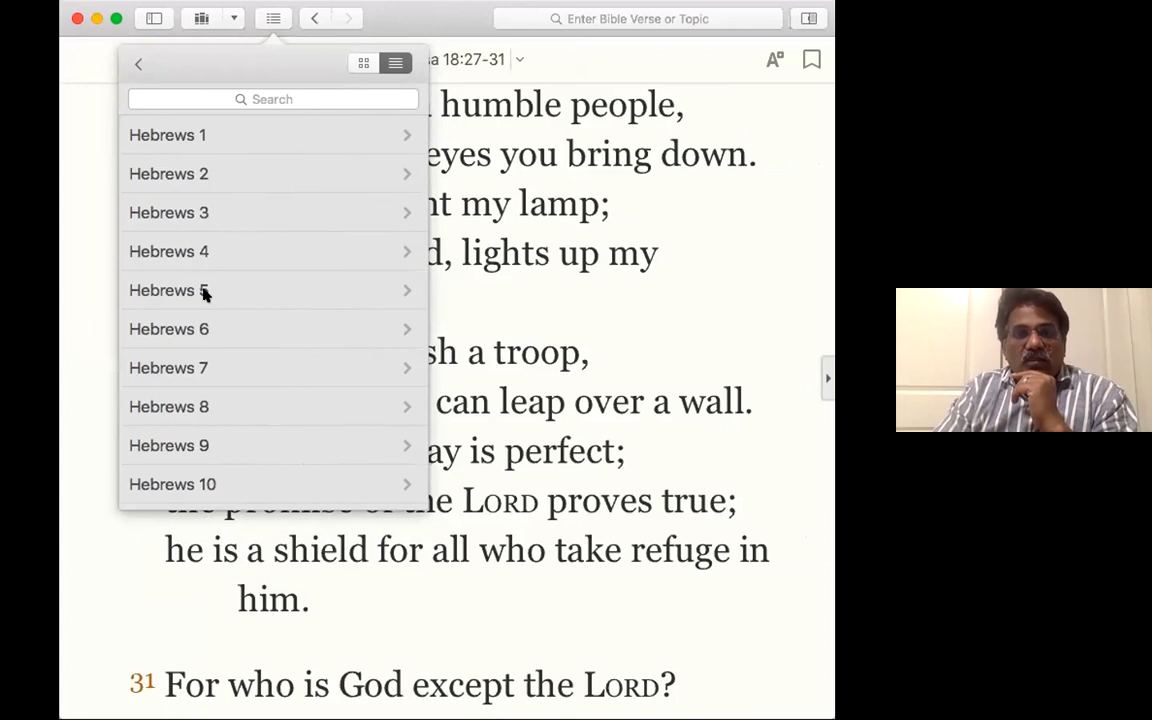 Enter Bible Verse or Topic
sa 18:27-31
Search
Hebrews 1
Hebrews 2
Hebrews 3
Hebrews 4
Hebrews 5
Hebrews 6
Hebrews 7
Hebrews 8
Hebrews 9
Hebrews 10
humble people,
eyes you bring down.
my lamp;
lights up my
a troop,
can leap over a wall.
is perfect;
the LORD proves true;
he is a shield for all who take refuge in
him.
31 For who is God except the LORD?